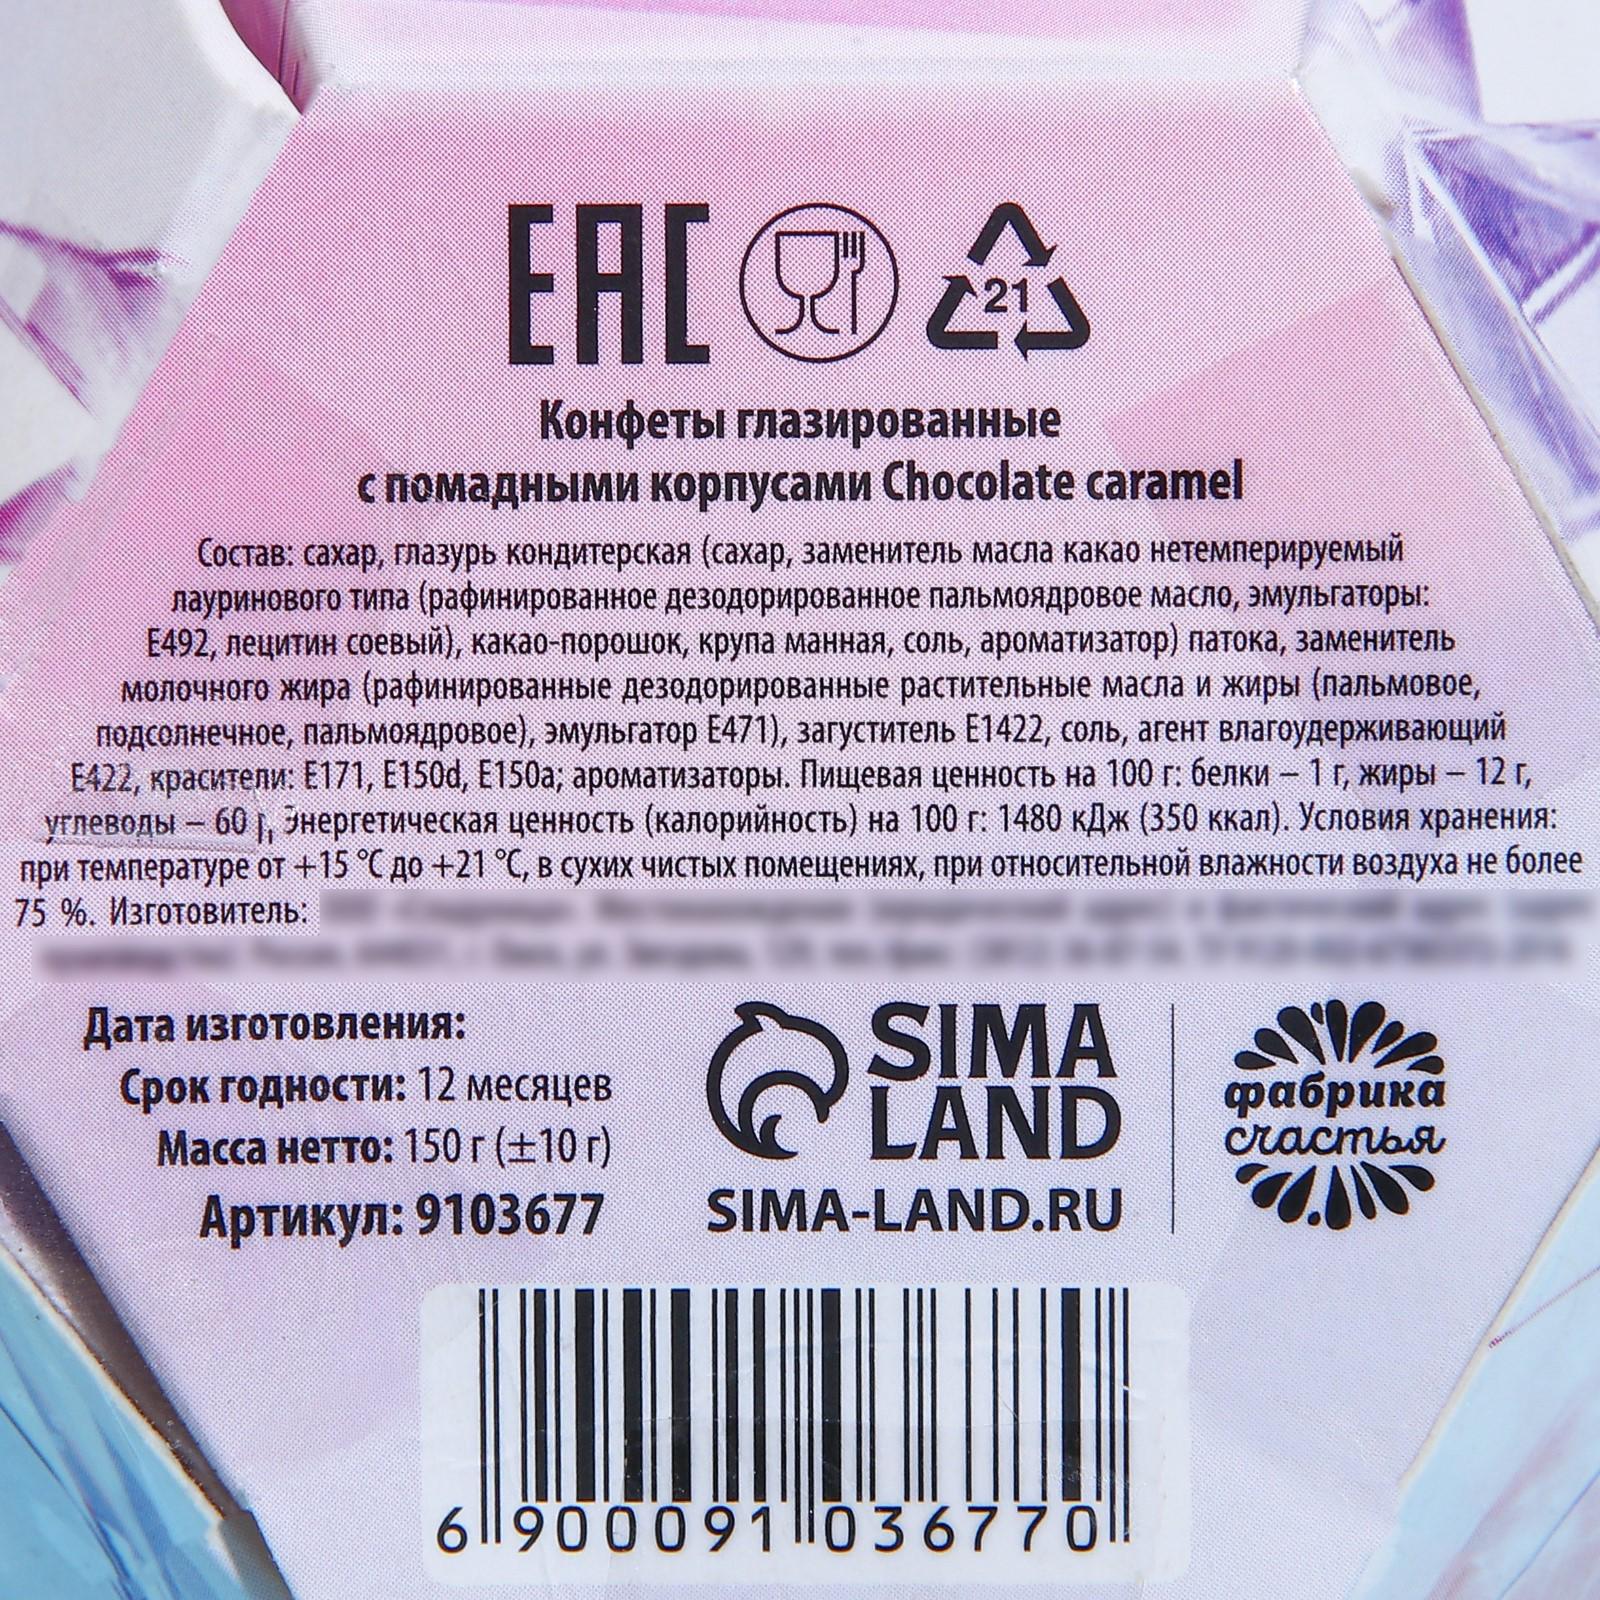 ЕАС
21
Конфеты глазированные
с помадными корпусами Chocolate caramel
Состав: сахар, глазурь кондитерская (сахар, заменитель масла какао нетемперируемый
лауринового типа (рафинированное дезодорированное пальмоядровое масло, эмульгаторы:
Е492, лецитин соевый), какао-порошок, крупа манная, соль, ароматизатор) патока, заменитель
молочного жира (рафинированные дезодорированные растительные масла и жиры (пальмовое,
подсолнечное, пальмоядровое), эмульгатор Е471), загуститель Е1422, соль, агент влагоудерживающий
Е422, красители: Е171, Е150d, Е150а; ароматизаторы. Пищевая ценность на 100 г: белки – 1 г, жиры – 12 г,
углеводы – 60 г, Энергетическая ценность (калорийность) на 100 г: 1480 кДж (350 ккал). Условия хранения:
при температуре от +15 °С до +21 °С, в сухих чистых помещениях, при относительной влажности воздуха не более
75 %. Изготовитель:
Дата изготовления:
Срок годности: 12 месяцев
Масса нетто: 150 г (±10 г)
Артикул: 9103677
SIMA
LAND
SIMA-LAND.RU
фабрика
счастья
6 900091 036770